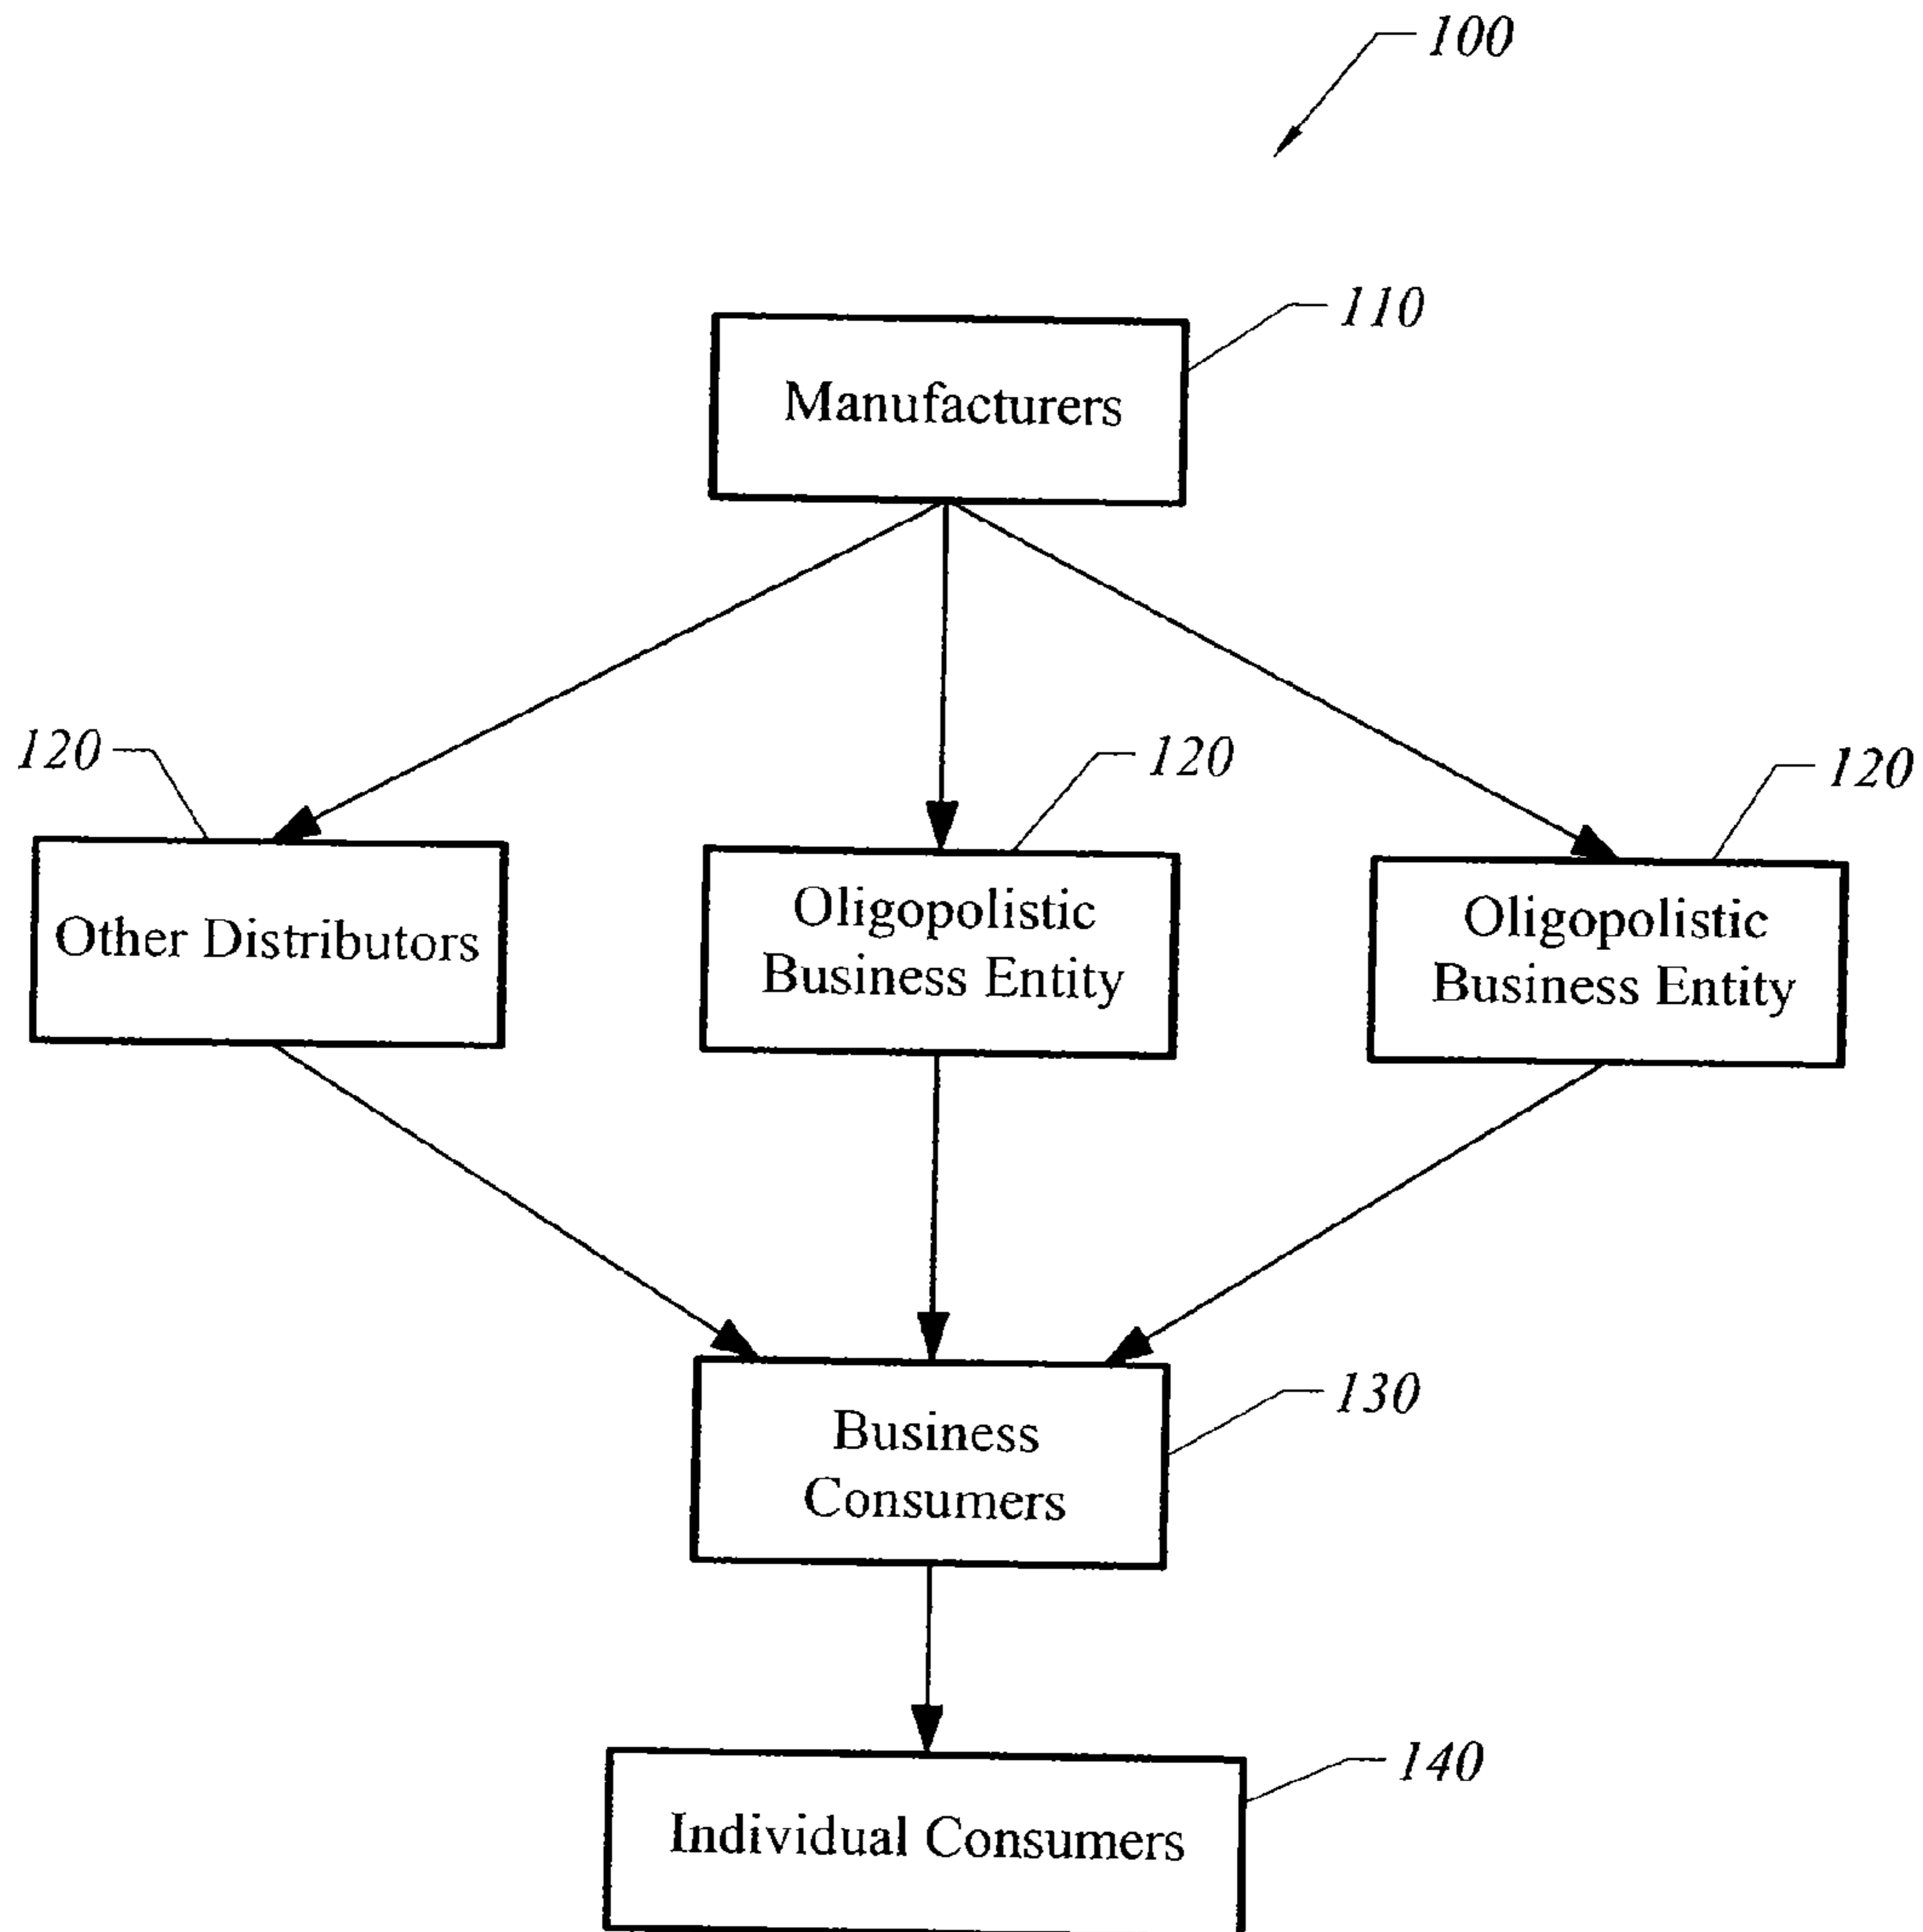 100
110
Manufacturers
120
120
120
Other Distributors
Oligopolistic
Business Entity
Oligopolistic
Business Entity
130
Business
Consumers
140
Individual Consumers